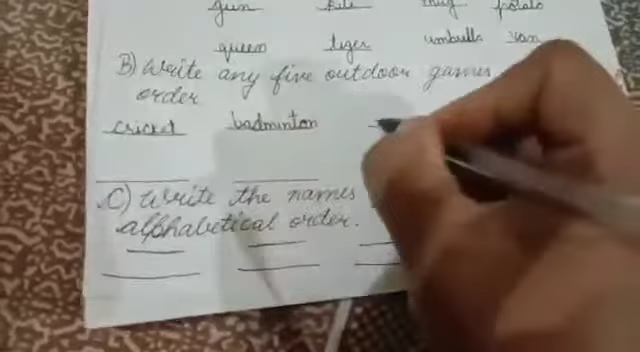 gun kite mug potato
queen tiger umbrella van
B) Write any five outdoor games
order
cricket badminton
C) Write the names
alphabetical order.